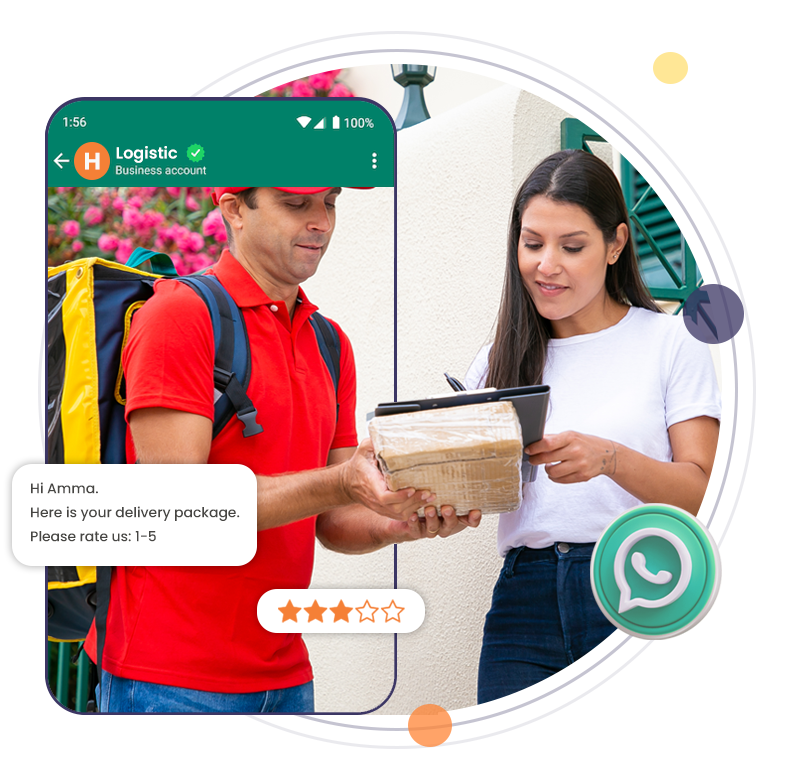 1:56
100%
H
Logistic
Business account
Hi Amma.
Here is your delivery package.
Please rate us: 1-5